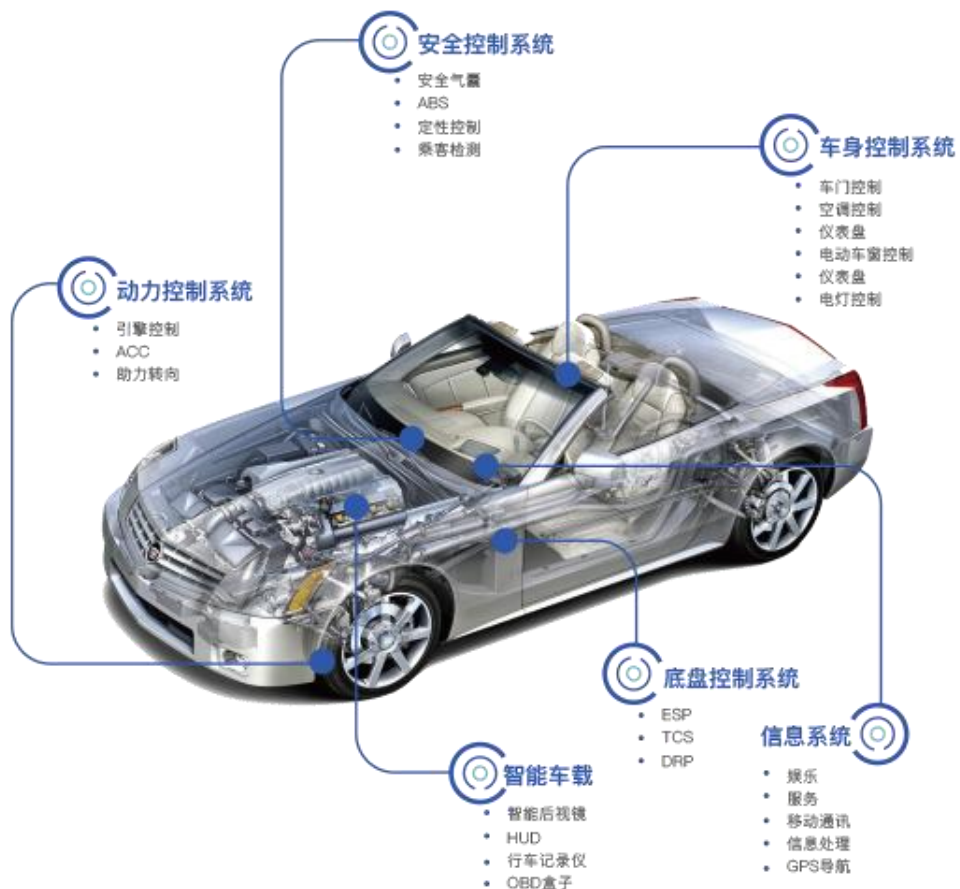 安全控制系统
安全气囊
ABS
定性控制
乘客检测
车身控制系统
车门控制
空调控制
仪表盘
电动车窗控制
仪表盘
电灯控制
动力控制系统
引擎控制
ACC
助力转向
底盘控制系统
ESP
TCS
DRP
信息系统
娱乐
服务
移动通讯
信息处理
GPS导航
智能车载
智能后视镜
HUD
行车记录仪
OBD盒子